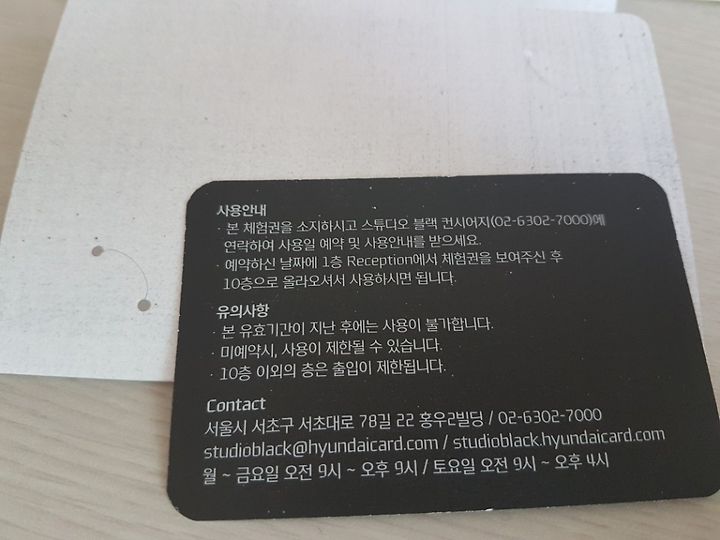 사용안내
· 본 체험권을 소지하시고 스튜디오 블랙 컨시어지(02-6302-7000)에
연락하여 사용일 예약 및 사용안내를 받으세요.
· 예약하신 날짜에 1층 Reception에서 체험권을 보여주신 후
10층으로 올라오셔서 사용하시면 됩니다.
유의사항
· 본 유효기간이 지난 후에는 사용이 불가합니다.
· 미예약시, 사용이 제한될 수 있습니다.
· 10층 이외의 층은 출입이 제한됩니다.
Contact
서울시 서초구 서초대로 78길 22 홍우2빌딩 / 02-6302-7000
studioblack@hyundaicard.com / studioblack.hyundaicard.com
월 ~ 금요일 오전 9시 ~ 오후 9시 / 토요일 오전 9시 ~ 오후 4시